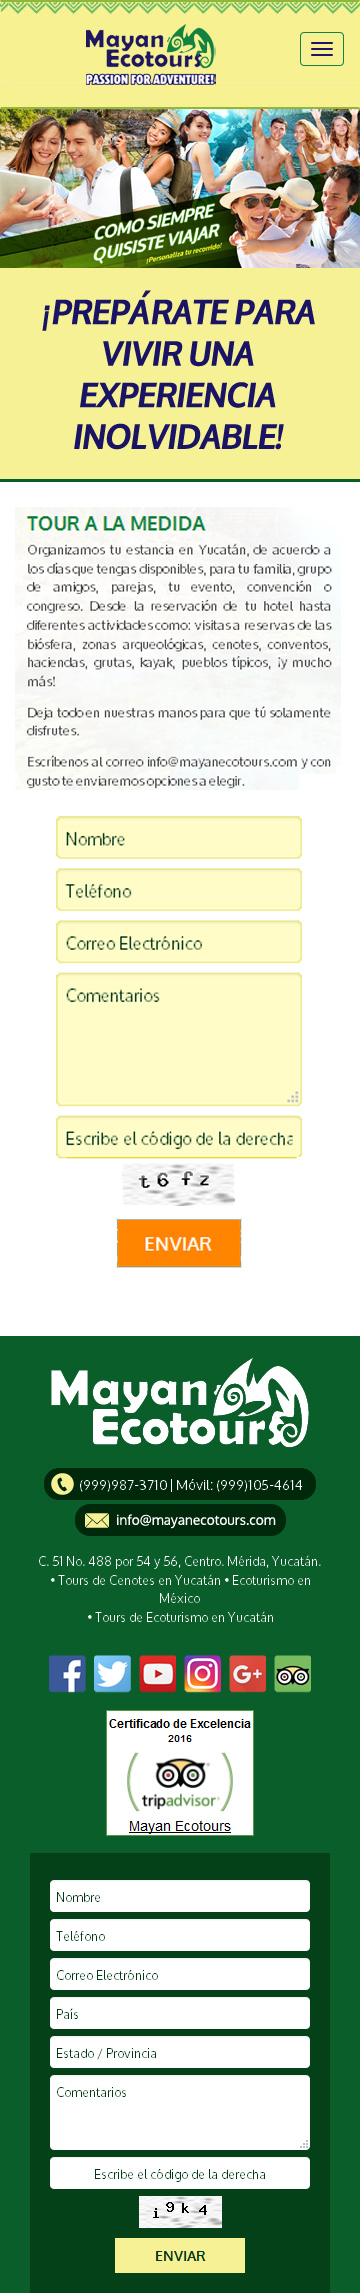 Mayan
Ecotours
PASSION FOR ADVENTURE!
COMO SIEMPRE
QUISISTE VIAJAR
¡Personaliza tu recorrido!
¡PREPÁRATE PARA
VIVIR UNA
EXPERIENCIA
INOLVIDABLE!
TOUR A LA MEDIDA
Organizamos tu estancia en Yucatán, de acuerdo a
los días que tengas disponibles, para tu familia, grupo
de amigos, parejas, tu evento, convención o
congreso. Desde la reservación de tu hotel hasta
diferentes actividades como: visitas a reservas de las
biósfera, zonas arqueológicas, cenotes, conventos,
haciendas, grutas, kayak, pueblos típicos, ¡y mucho
más!
Deja todo en nuestras manos para que tú solamente
disfrutes.
Escríbenos al correo info@mayanecotours.com y con
gusto te enviaremos opciones a elegir.
Nombre
Teléfono
Correo Electrónico
Comentarios
Escribe el código de la derecha
t6fz
ENVIAR
Mayan
Ecotours
(999)987-3710 | Móvil: (999)105-4614
info@mayanecotours.com
C. 51 No. 488 por 54 y 56, Centro. Mérida, Yucatán.
• Tours de Cenotes en Yucatán • Ecoturismo en
México
• Tours de Ecoturismo en Yucatán
Certificado de Excelencia
2016
tripadvisor
Mayan Ecotours
Nombre
Teléfono
Correo Electrónico
País
Estado / Provincia
Comentarios
Escribe el código de la derecha
i9k4
ENVIAR